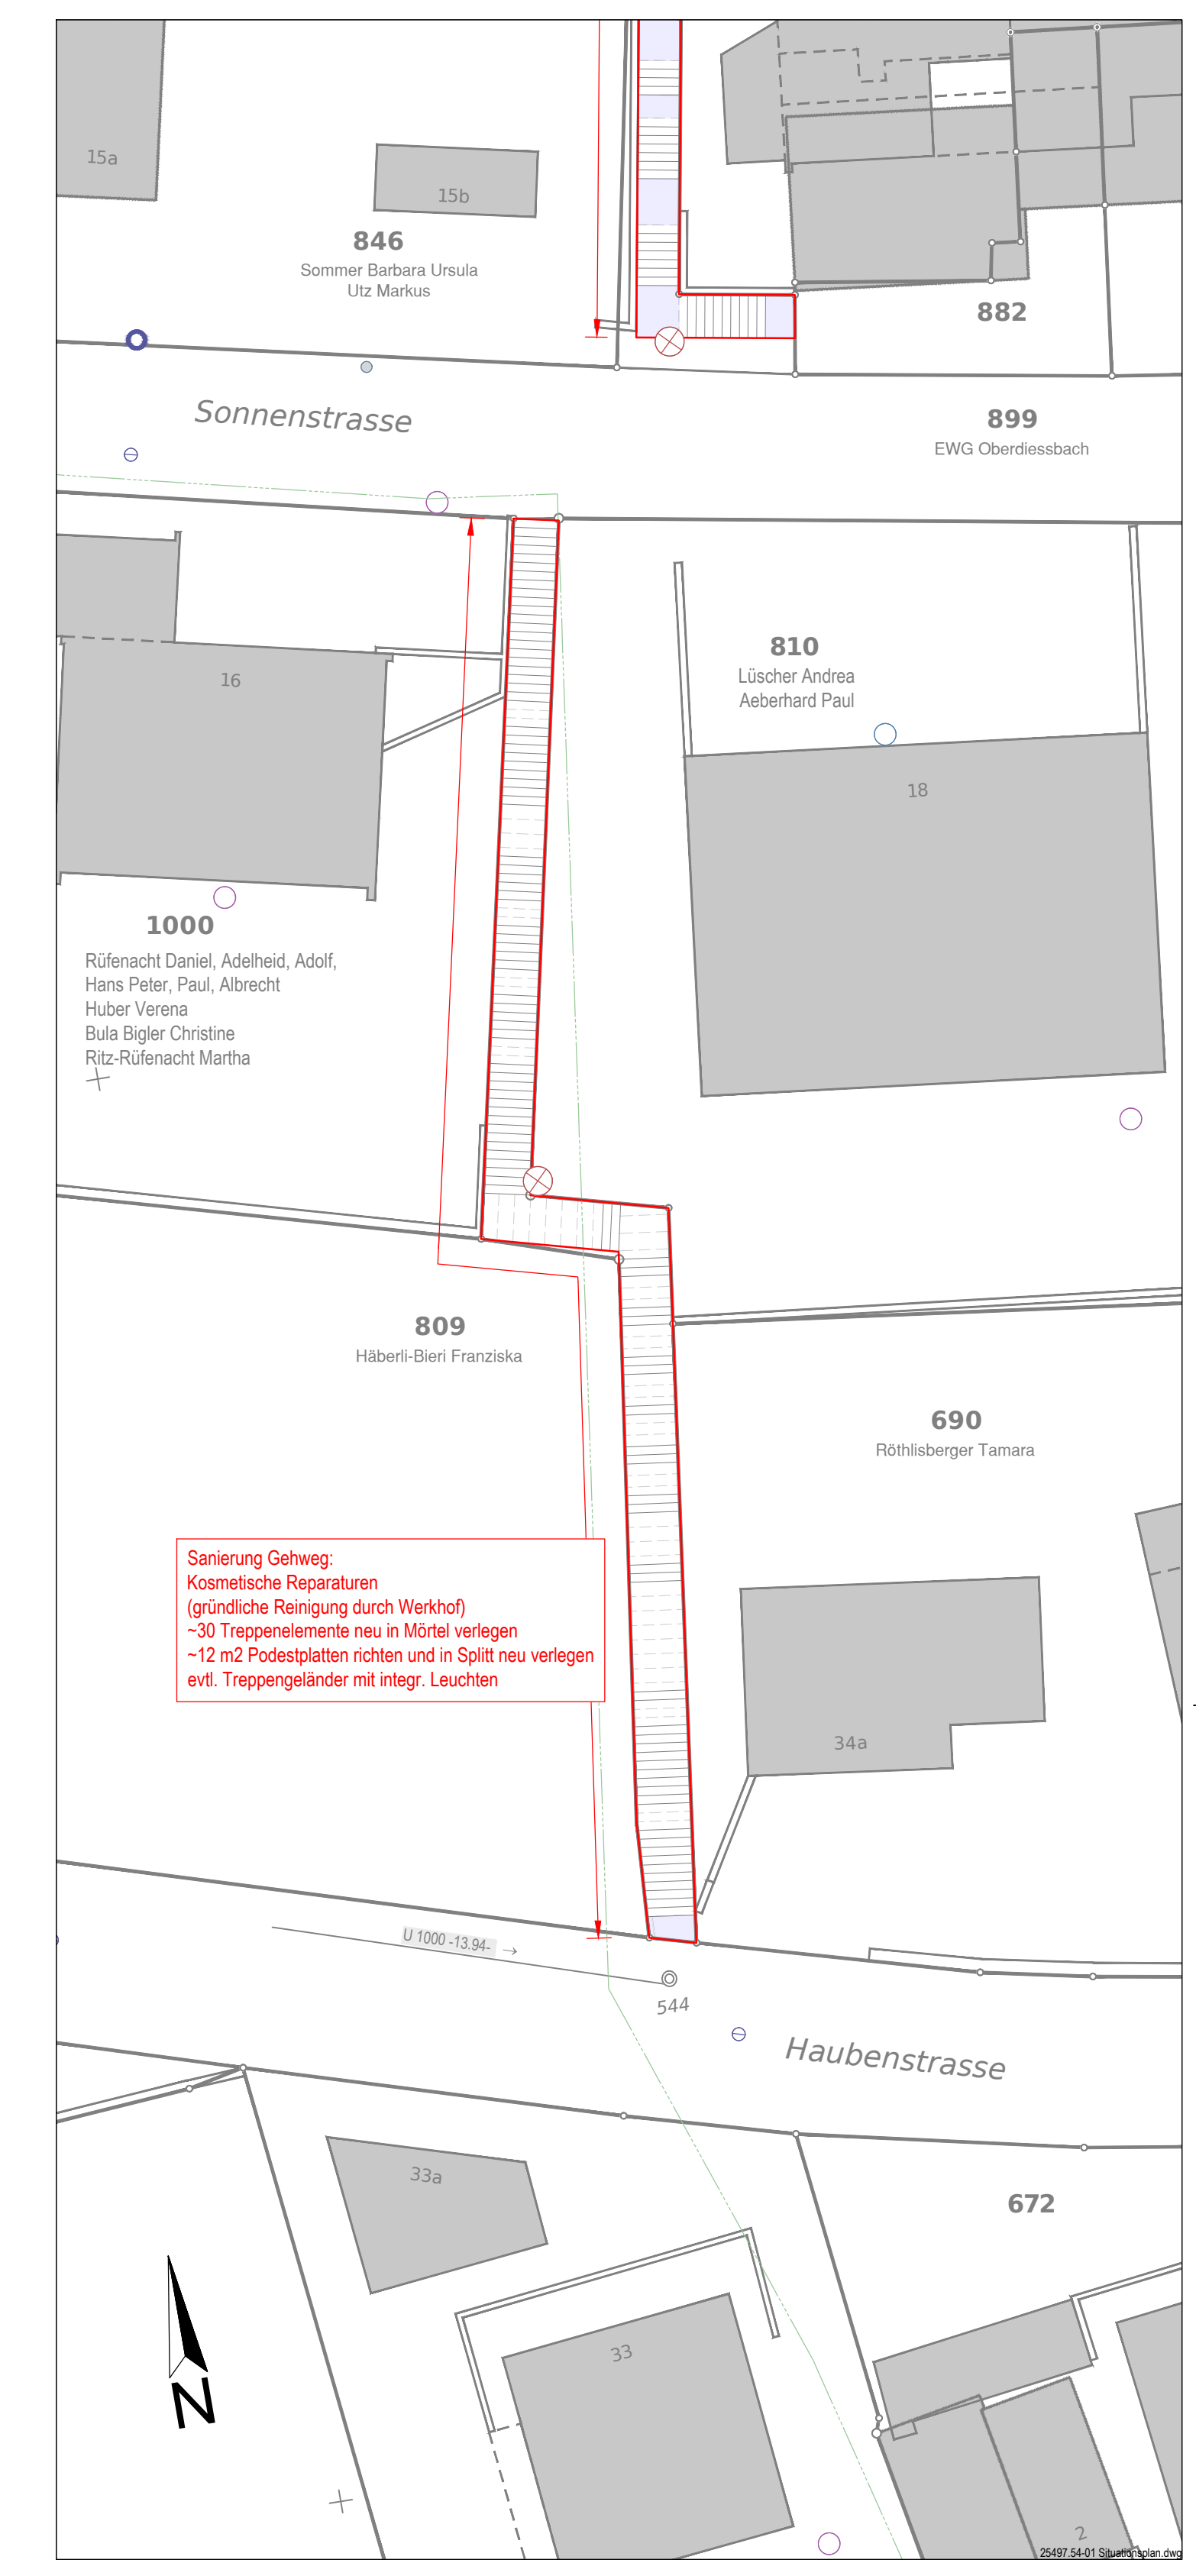 15a
15b
846
Sommer Barbara Ursula
Utz Markus
882
Sonnenstrasse
899
EWG Oberdiessbach
16
810
Lüscher Andrea
Aeberhard Paul
18
1000
Rüfenacht Daniel, Adelheid, Adolf,
Hans Peter, Paul, Albrecht
Huber Verena
Bula Bigler Christine
Ritz-Rüfenacht Martha
809
Häberli-Bieri Franziska
690
Röthlisberger Tamara
Sanierung Gehweg:
Kosmetische Reparaturen
(gründliche Reinigung durch Werkhof)
~30 Treppenelemente neu in Mörtel verlegen
~12 m2 Podestplatten richten und in Splitt neu verlegen
evtl. Treppengeländer mit integr. Leuchten
34a
U 1000 -13.94- →
544
Haubenstrasse
33a
672
33
N
2
25497.54-01 Situationsplan.dwg